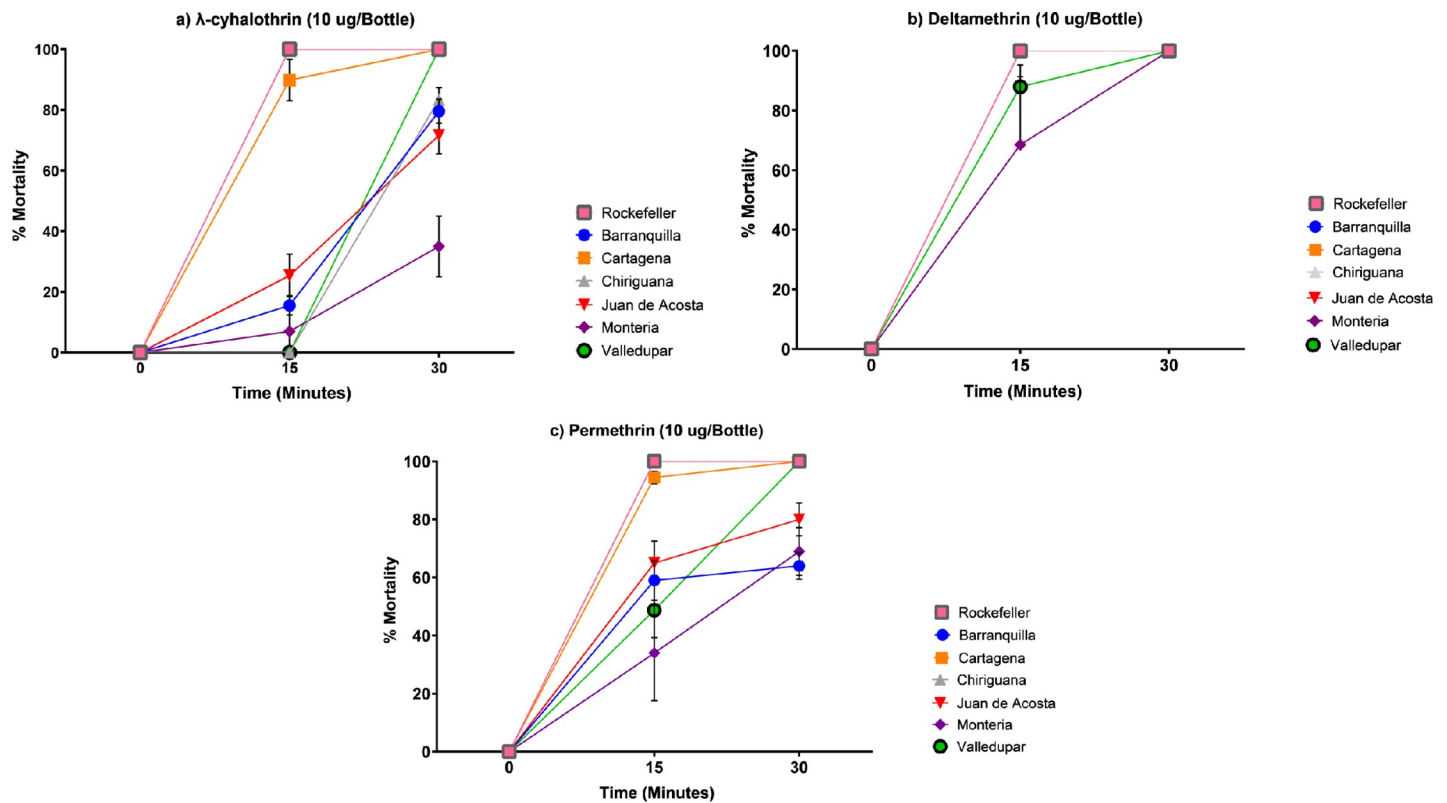 a) λ-cyhalothrin (10 ug/Bottle)
100
80
60
40
20
0
% Mortality
0 15 30
Time (Minutes)
Rockefeller
Barranquilla
Cartagena
Chiriguana
Juan de Acosta
Monteria
Valledupar
b) Deltamethrin (10 ug/Bottle)
100
80
60
40
20
0
% Mortality
0 15 30
Time (Minutes)
Rockefeller
Barranquilla
Cartagena
Chiriguana
Juan de Acosta
Monteria
Valledupar
c) Permethrin (10 ug/Bottle)
100
80
60
40
20
0
% Mortality
0 15 30
Time (Minutes)
Rockefeller
Barranquilla
Cartagena
Chiriguana
Juan de Acosta
Monteria
Valledupar